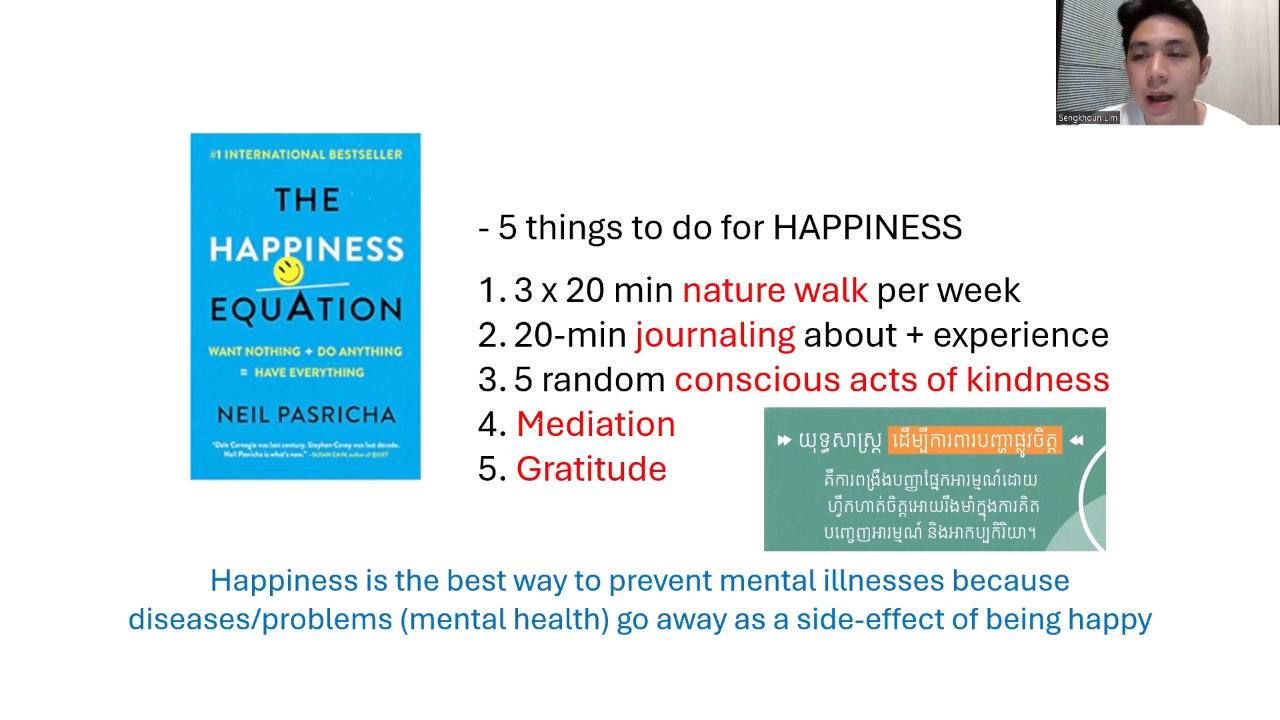 Sengkhoun Lim
#1 INTERNATIONAL BESTSELLER
THE
HAPPINESS
EQUATION
WANT NOTHING + DO ANYTHING
= HAVE EVERYTHING
NEIL PASRICHA
"Dale Carnegie was last century. Stephen Covey was last decade.
Neil Pasricha is what's now." –SUSAN CAIN, author of QUIET
- 5 things to do for HAPPINESS
1. 3 x 20 min nature walk per week
2. 20-min journaling about + experience
3. 5 random conscious acts of kindness
4. Mediation
5. Gratitude
យុទ្ធសាស្ត្រ ដើម្បីការពារបញ្ហាផ្លូវចិត្ត
គឺការពង្រឹងបញ្ញាផ្នែកអារម្មណ៍ដោយ
ហ្វឹកហាត់ចិត្តអោយរឹងមាំក្នុងការគិត
បញ្ចេញអារម្មណ៍ និងអាកប្បកិរិយា។
Happiness is the best way to prevent mental illnesses because
diseases/problems (mental health) go away as a side-effect of being happy